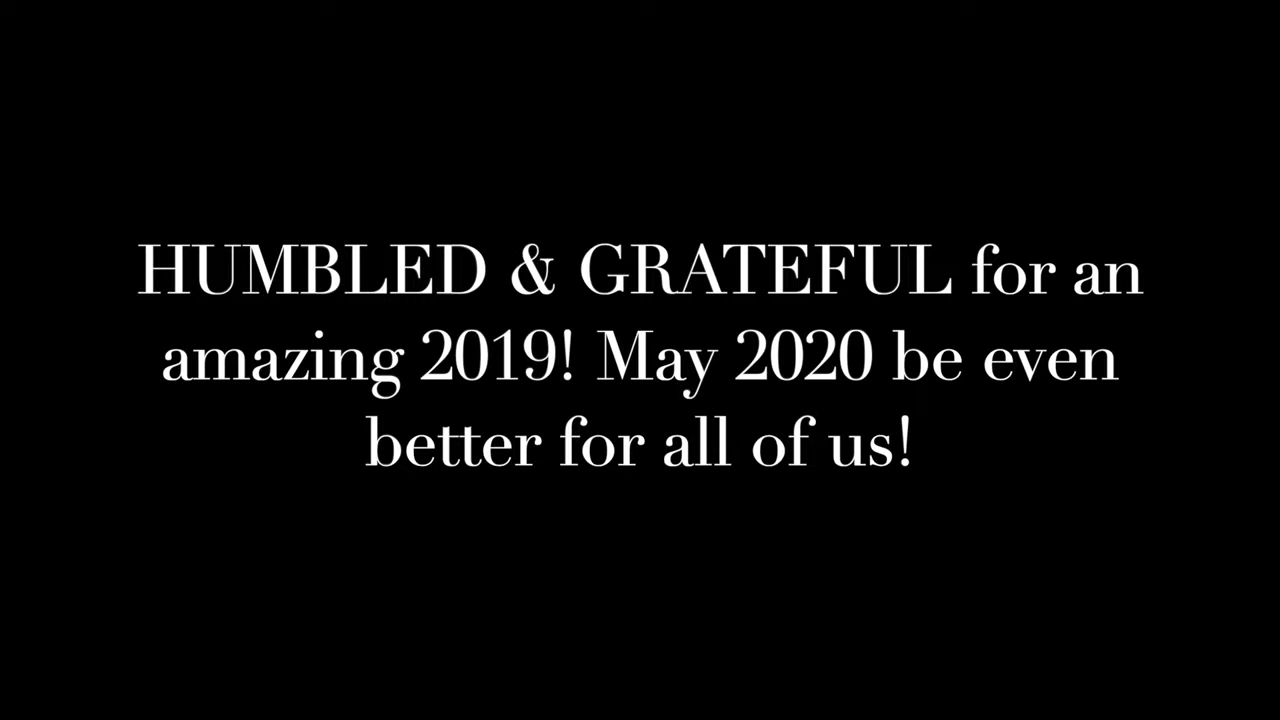 HUMBLED & GRATEFUL for an
amazing 2019! May 2020 be even
better for all of us!